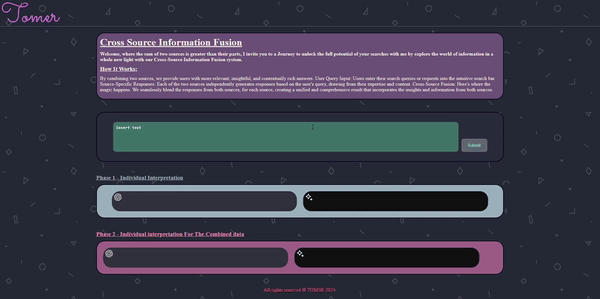 Tomer
Cross Source Information Fusion
Welcome, where the sum of two sources is greater than their parts, I invite you to a Journey to unlock the full potential of your searches with me by explore the world of information in a
whole new light with our Cross-Source Information Fusion system.
How It Works:
By combining two sources, we provide users with more relevant, insightful, and contextually rich answers. User Query Input: Users enter their search queries or requests into the intuitive search bar
Source-Specific Responses: Each of the two sources independently generates responses based on the user's query, drawing from their expertise and content. Cross-Source Fusion: Here's where
the magic happens. We seamlessly blend the responses from both sources, creating a unified and comprehensive result that incorporates the insights and information from both sources.
Insert text
Submit
Phase 1 - Individual Interpretation
Phase 2 - Individual interpretation For The Combined data
All rights reserved @ TOMER 2024